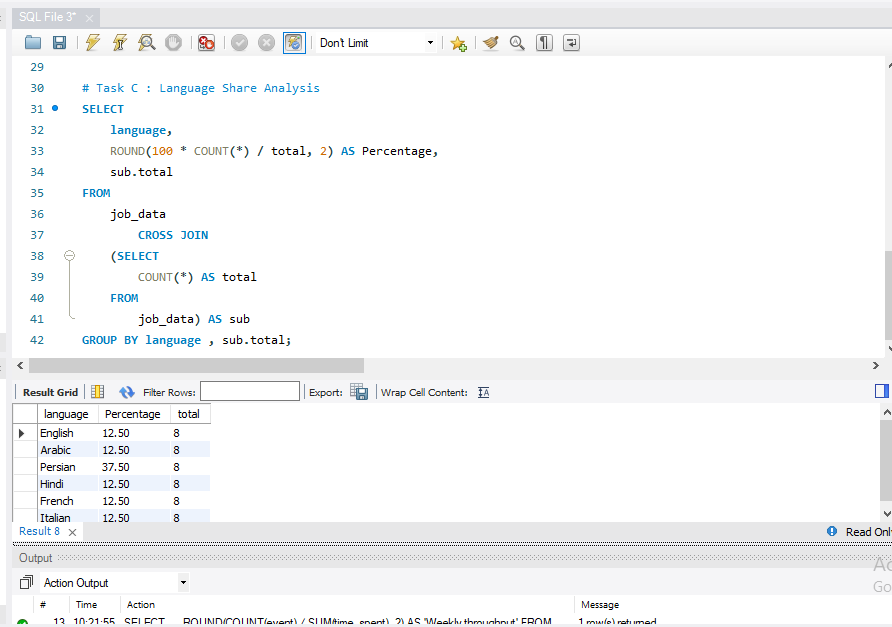 SQL File 3*
Don't Limit
29
30 # Task C : Language Share Analysis
31 SELECT
32 language,
33 ROUND(100 * COUNT(*) / total, 2) AS Percentage,
34 sub.total
35 FROM
36 job_data
37 CROSS JOIN
38 (SELECT
39 COUNT(*) AS total
40 FROM
41 job_data) AS sub
42 GROUP BY language , sub.total;
Result Grid Filter Rows: Export: Wrap Cell Content:
language Percentage total
English 12.50 8
Arabic 12.50 8
Persian 37.50 8
Hindi 12.50 8
French 12.50 8
Italian 12.50 8
Result 8 Read Onl
Output
Ac
Action Output
Go
# Time Action Message
13 10:21:55 SELECT ROUND(COUNT(event) / SUM(time_spent), 2) AS 'Weekly throughput' FROM 1 row(s) returned